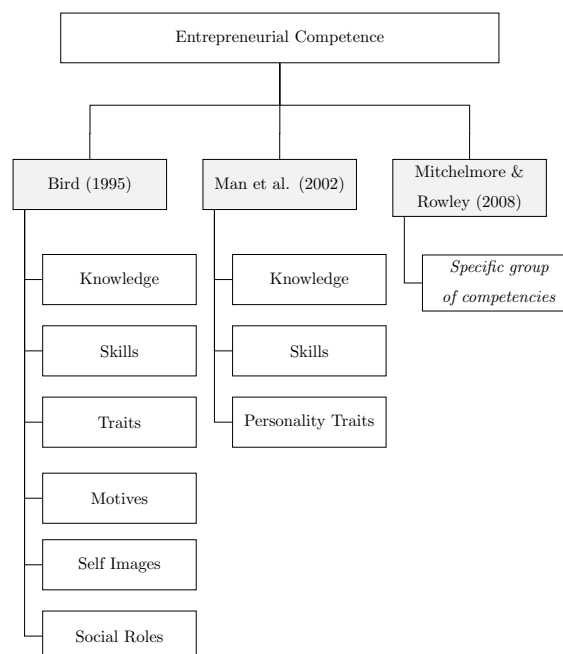 Entrepreneurial Competence
Bird (1995)
Knowledge
Skills
Traits
Motives
Self Images
Social Roles
Man et al. (2002)
Knowledge
Skills
Personality Traits
Mitchelmore &
Rowley (2008)
Specific group
of competencies